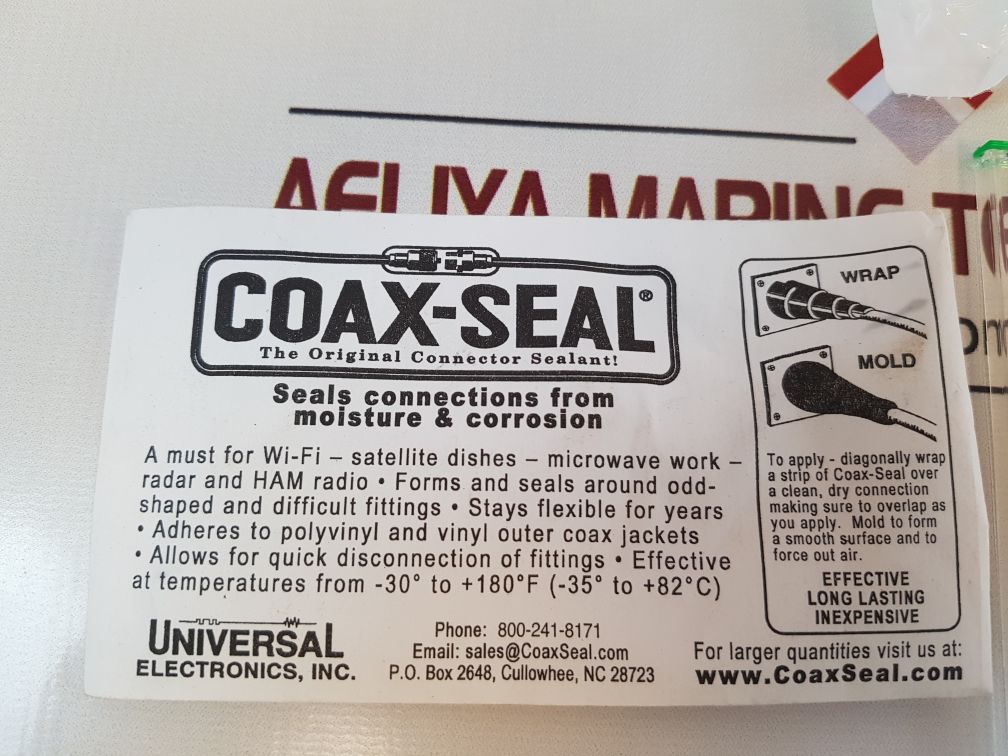 COAX-SEAL®
The Original Connector Sealant!
Seals connections from
moisture & corrosion
A must for Wi-Fi – satellite dishes – microwave work –
radar and HAM radio • Forms and seals around odd-
shaped and difficult fittings • Stays flexible for years
• Adheres to polyvinyl and vinyl outer coax jackets
• Allows for quick disconnection of fittings • Effective
at temperatures from -30° to +180°F (-35° to +82°C)
UNIVERSAL
ELECTRONICS, INC.
Phone: 800-241-8171
Email: sales@CoaxSeal.com
P.O. Box 2648, Cullowhee, NC 28723
WRAP
MOLD
To apply - diagonally wrap
a strip of Coax-Seal over
a clean, dry connection
making sure to overlap as
you apply. Mold to form
a smooth surface and to
force out air.
EFFECTIVE
LONG LASTING
INEXPENSIVE
For larger quantities visit us at:
www.CoaxSeal.com